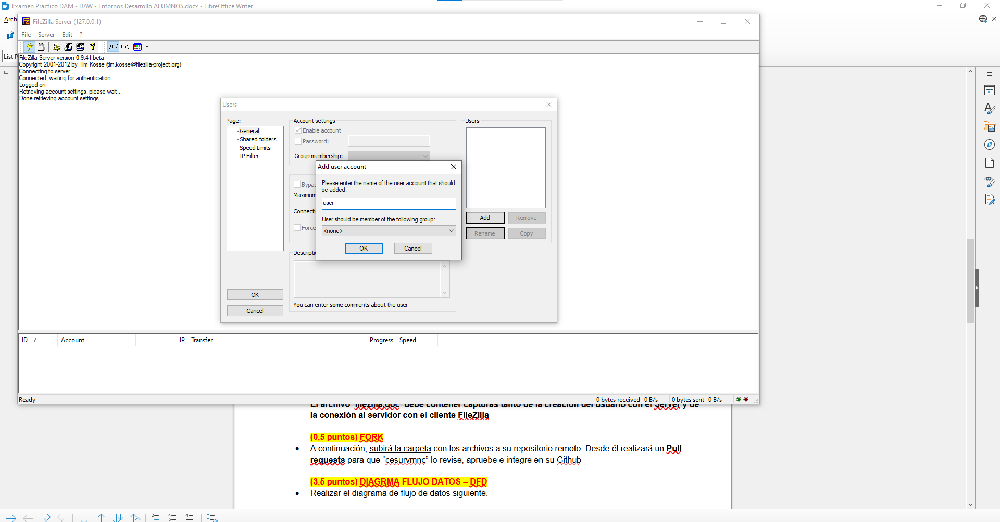 Examen Práctico DAM - DAW - Entornos Desarrollo ALUMNOS.docx - LibreOffice Writer
Arch
FileZilla Server (127.0.0.1)
File Server Edit ?
/C/ C:\
List P
FileZilla Server version 0.9.41 beta
Copyright 2001-2012 by Tim Kosse (tim.kosse@filezilla-project.org)
Connecting to server...
Connected, waiting for authentication
Logged on
Retrieving account settings, please wait...
Done retrieving account settings
Users
Page:
General
Shared folders
Speed Limits
IP Filter
OK
Cancel
Account settings
Enable account
Password:
Group membership:
Bypas
Maximum
Connecti
Force
Descriptio
You can enter some comments about the user
Users
Add Remove
Rename Copy
Add user account
Please enter the name of the user account that should
be added:
user
User should be member of the following group:
<none>
OK Cancel
ID / Account IP Transfer Progress Speed
Ready 0 bytes received 0 B/s 0 bytes sent 0 B/s
El archivo "filezilla.doc" debe contener capturas tanto de la creación del usuario con el Server y de
la conexión al servidor con el cliente FileZilla
(0,5 puntos) FORK
• A continuación, subirá la carpeta con los archivos a su repositorio remoto. Desde él realizará un Pull
requests para que “cesurvmnc” lo revise, apruebe e integre en su Github
(3,5 puntos) DIAGRMA FLUJO DATOS – DFD
• Realizar el diagrama de flujo de datos siguiente.